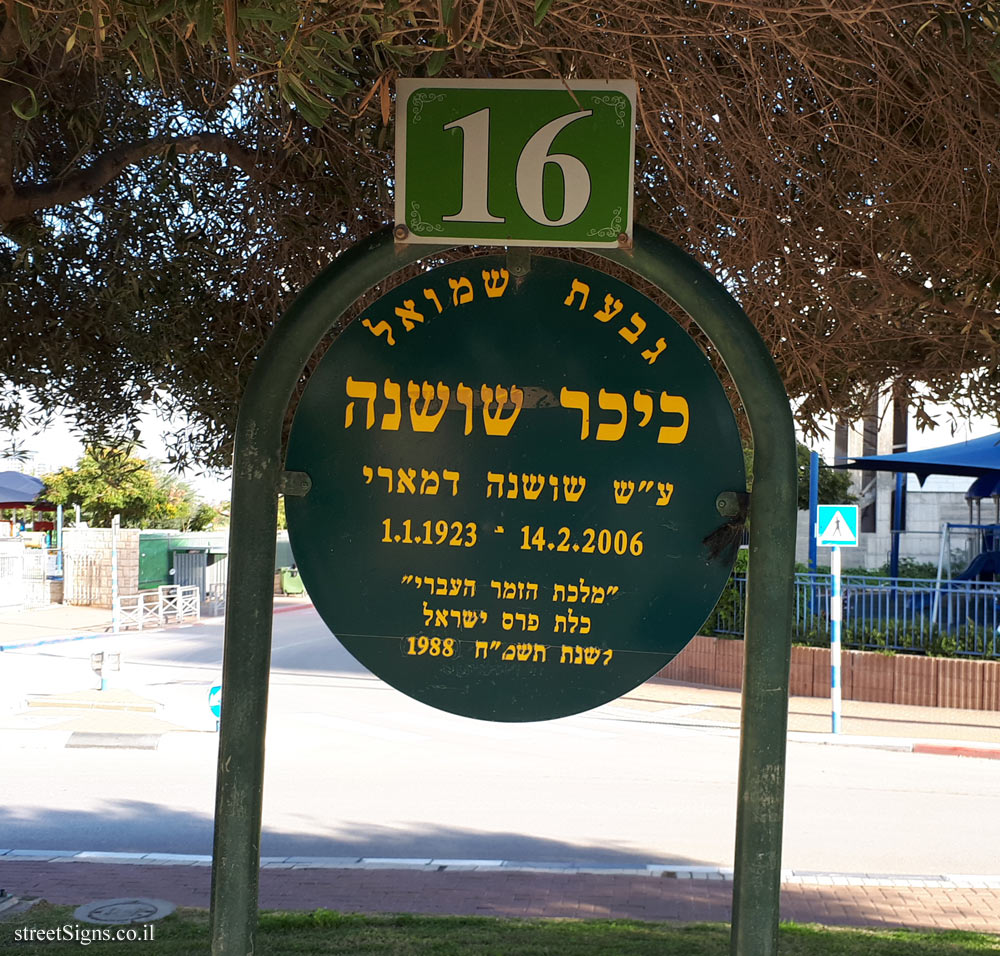 16
גבעת שמואל
כיכר שושנה
ע"ש שושנה דמארי
1.1.1923 - 14.2.2006
"מלכת הזמר העברי"
כלת פרס ישראל
לשנת תשמ"ח 1988
streetSigns.co.il